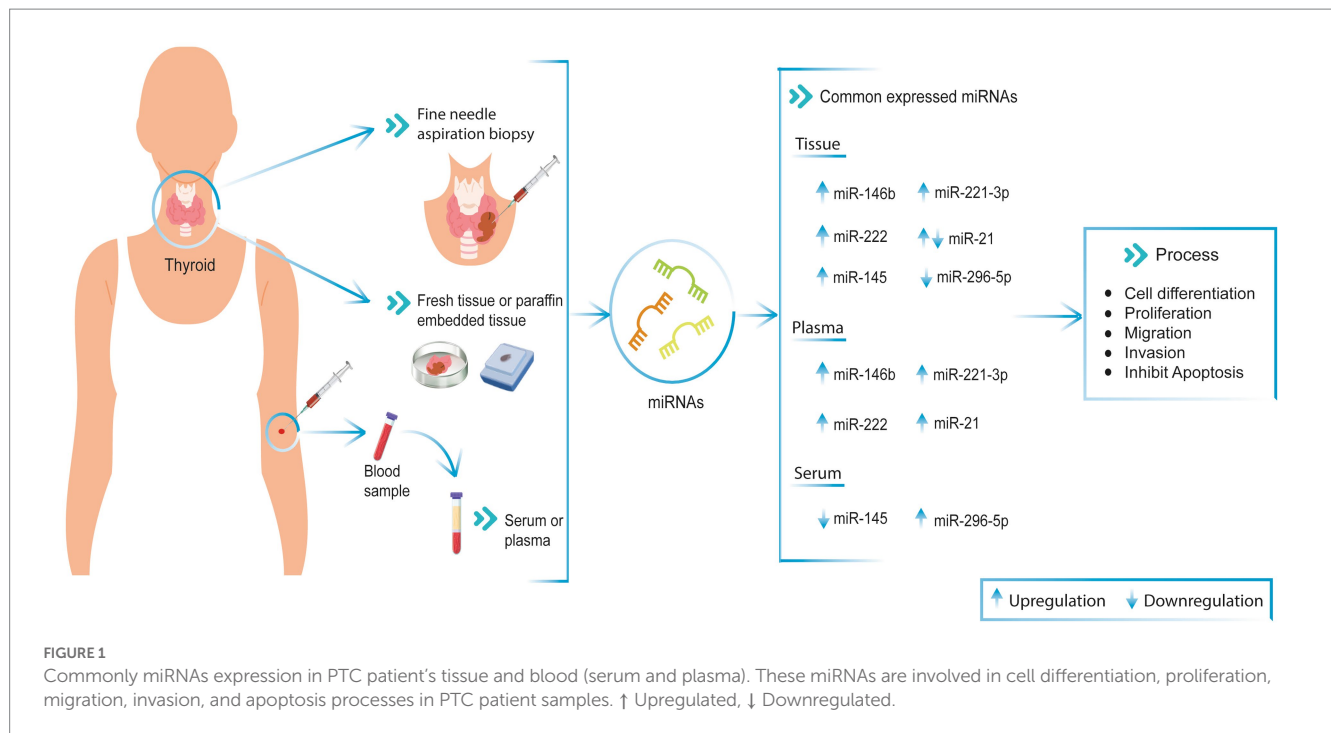 Thyroid
Fine needle
aspiration biopsy
Fresh tissue or paraffin
embedded tissue
Blood
sample
Serum or
plasma
miRNAs
Common expressed miRNAs
Tissue
↑ miR-146b ↑ miR-221-3p
↑ miR-222 ↑↓ miR-21
↑ miR-145 ↓ miR-296-5p
Plasma
↑ miR-146b ↑ miR-221-3p
↑ miR-222 ↑ miR-21
Serum
↓ miR-145 ↑ miR-296-5p
Process
• Cell differentiation
• Proliferation
• Migration
• Invasion
• Inhibit Apoptosis
↑ Upregulation ↓ Downregulation
FIGURE 1
Commonly miRNAs expression in PTC patient's tissue and blood (serum and plasma). These miRNAs are involved in cell differentiation, proliferation,
migration, invasion, and apoptosis processes in PTC patient samples. ↑ Upregulated, ↓ Downregulated.